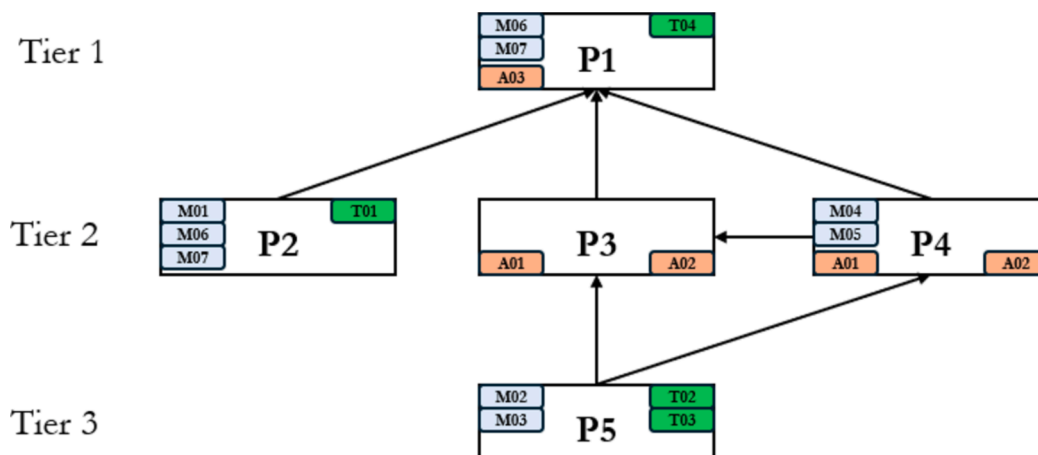 Tier 1
M06
T04
M07
P1
A03
Tier 2
M01
T01
M06
P2
M07
P3
A01
A02
M04
M05
P4
A01
A02
Tier 3
M02
T02
M03
P5
T03